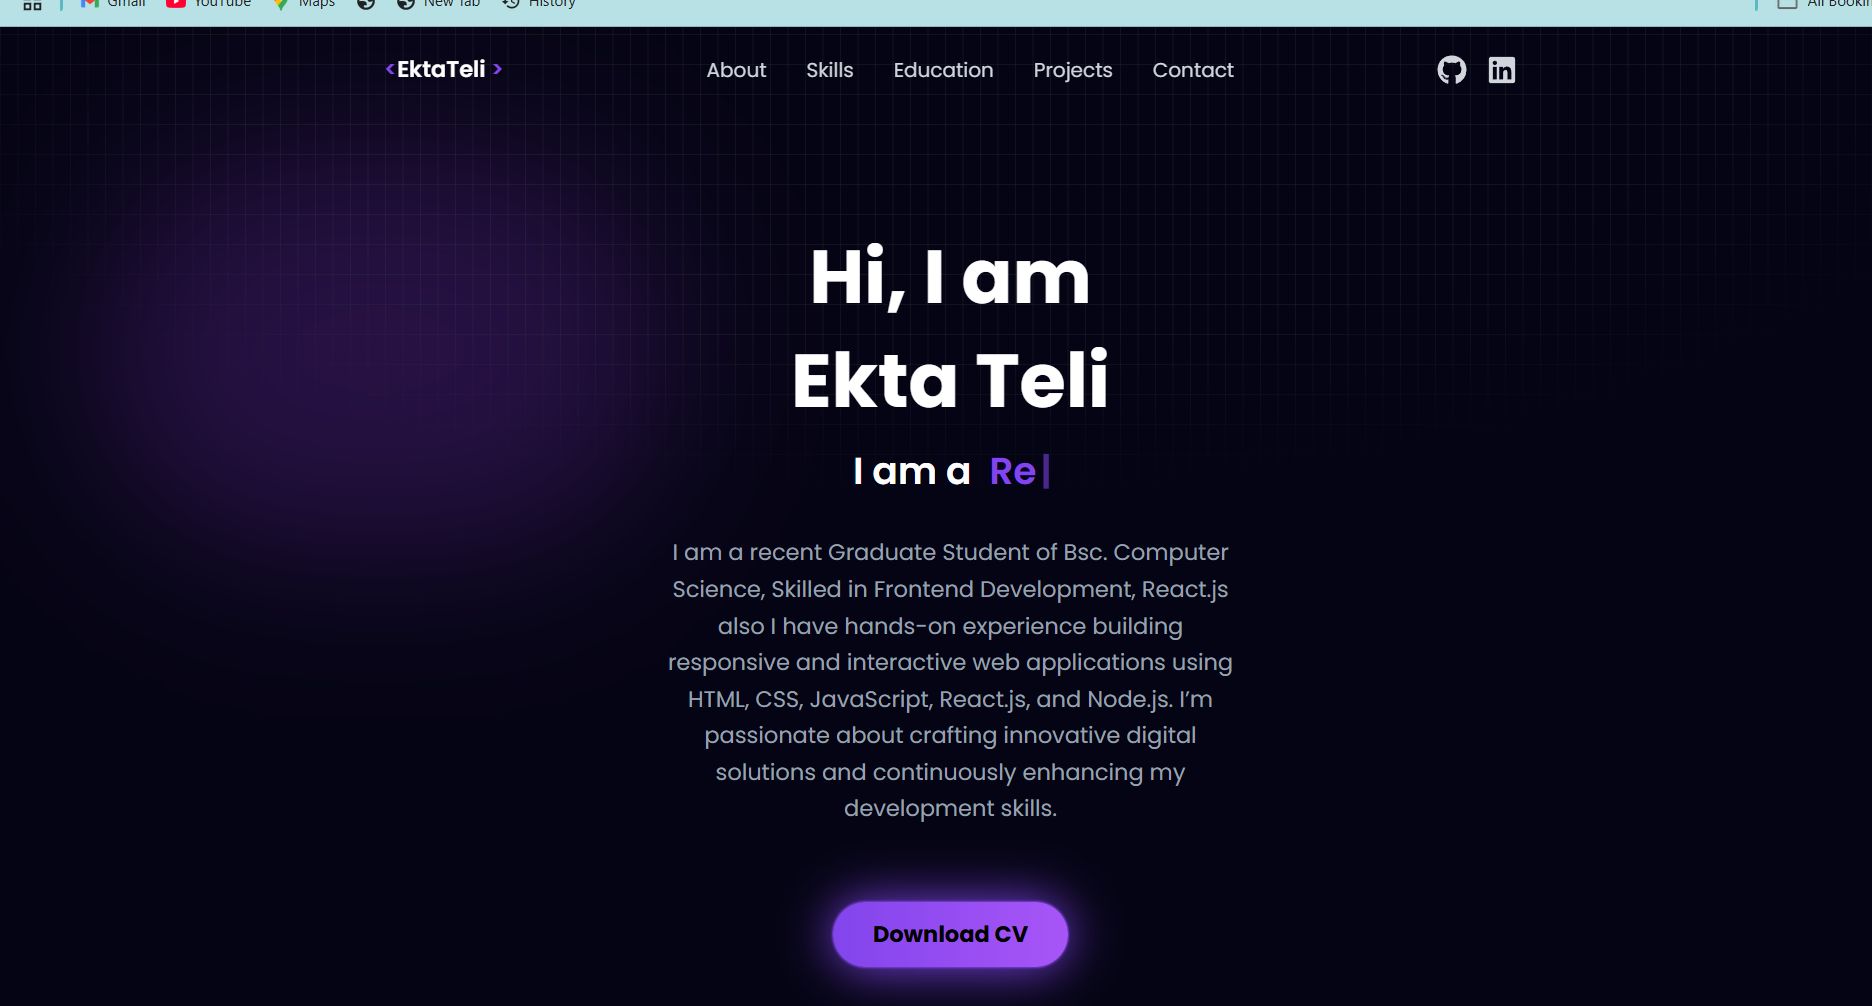 Gmail YouTube Maps New Tab History
<EktaTeli >
About Skills Education Projects Contact
Hi, I am
Ekta Teli
I am a Re|
I am a recent Graduate Student of Bsc. Computer
Science, Skilled in Frontend Development, React.js
also I have hands-on experience building
responsive and interactive web applications using
HTML, CSS, JavaScript, React.js, and Node.js. I’m
passionate about crafting innovative digital
solutions and continuously enhancing my
development skills.
Download CV